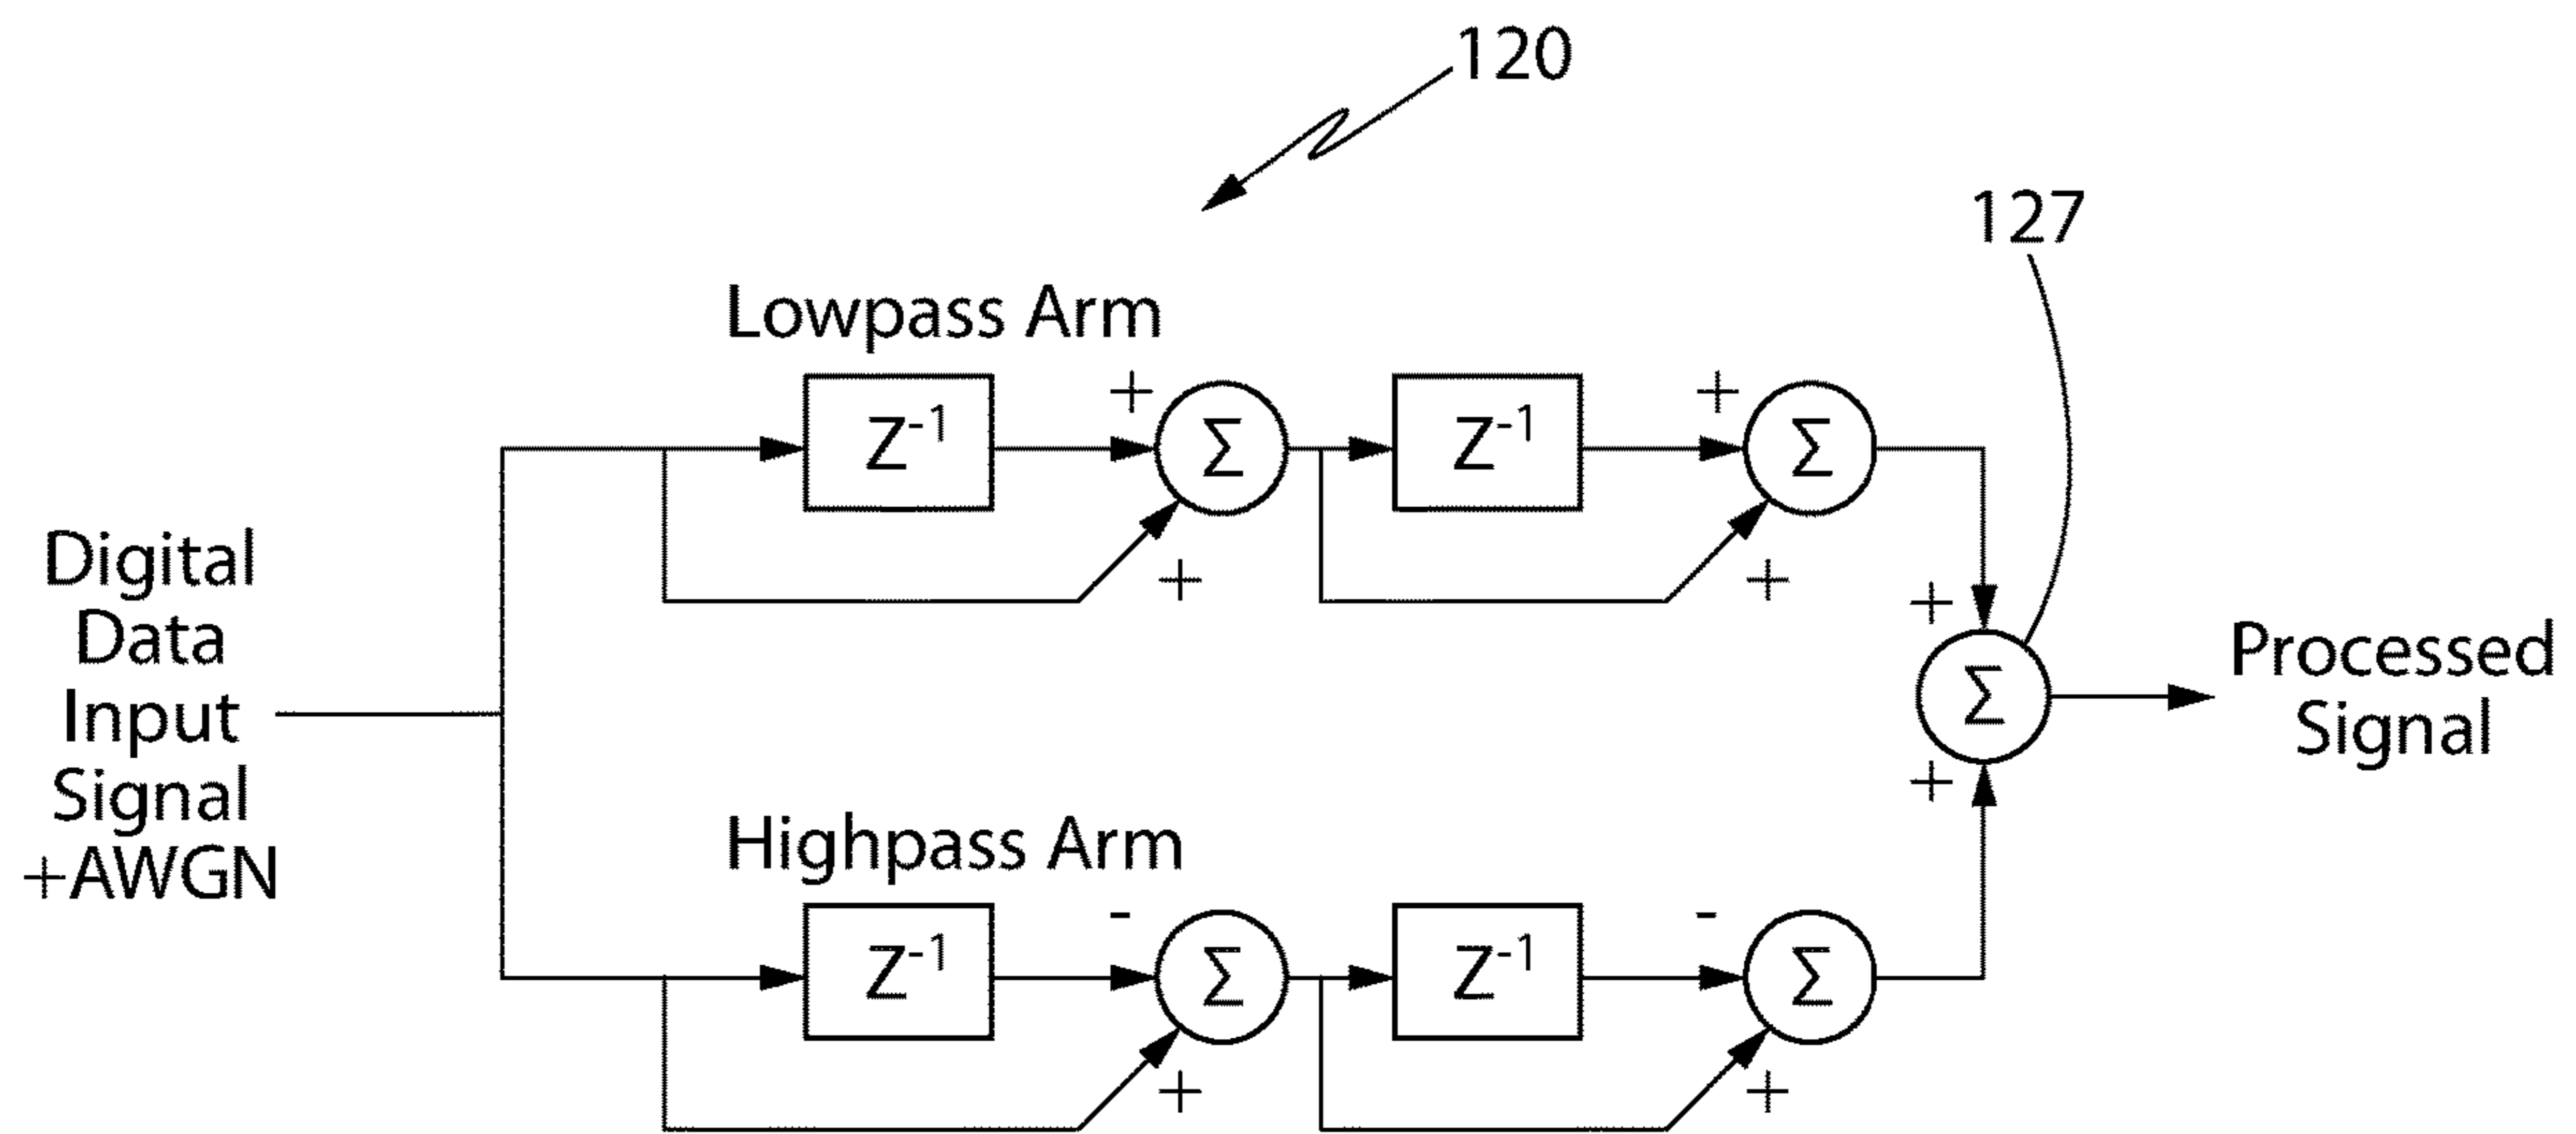 120
127
Lowpass Arm
+ +
Z-1 Σ Z-1 Σ
+ +
Digital
Data
Input
Signal
+AWGN
+
Σ
+
Processed
Signal
Highpass Arm
- -
Z-1 Σ Z-1 Σ
+ +